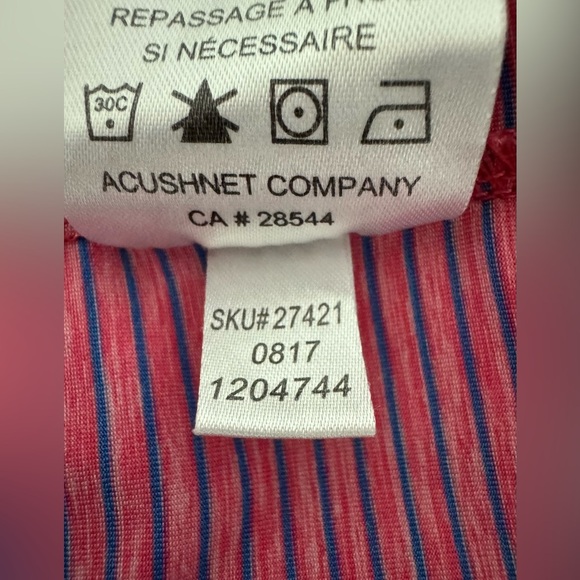 REPASSAGE À
SI NÉCESSAIRE
30C
ACUSHNET COMPANY
CA # 28544
SKU#27421
0817
1204744